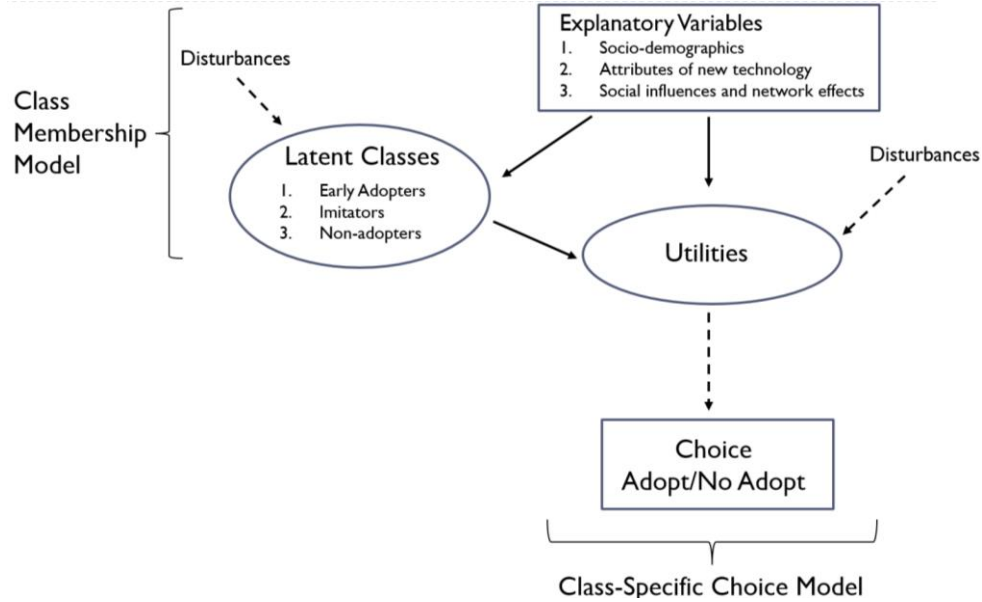 Explanatory Variables
1. Socio-demographics
2. Attributes of new technology
3. Social influences and network effects
Disturbances
Class
Membership
Model
Latent Classes
1. Early Adopters
2. Imitators
3. Non-adopters
Disturbances
Utilities
Choice
Adopt/No Adopt
Class-Specific Choice Model